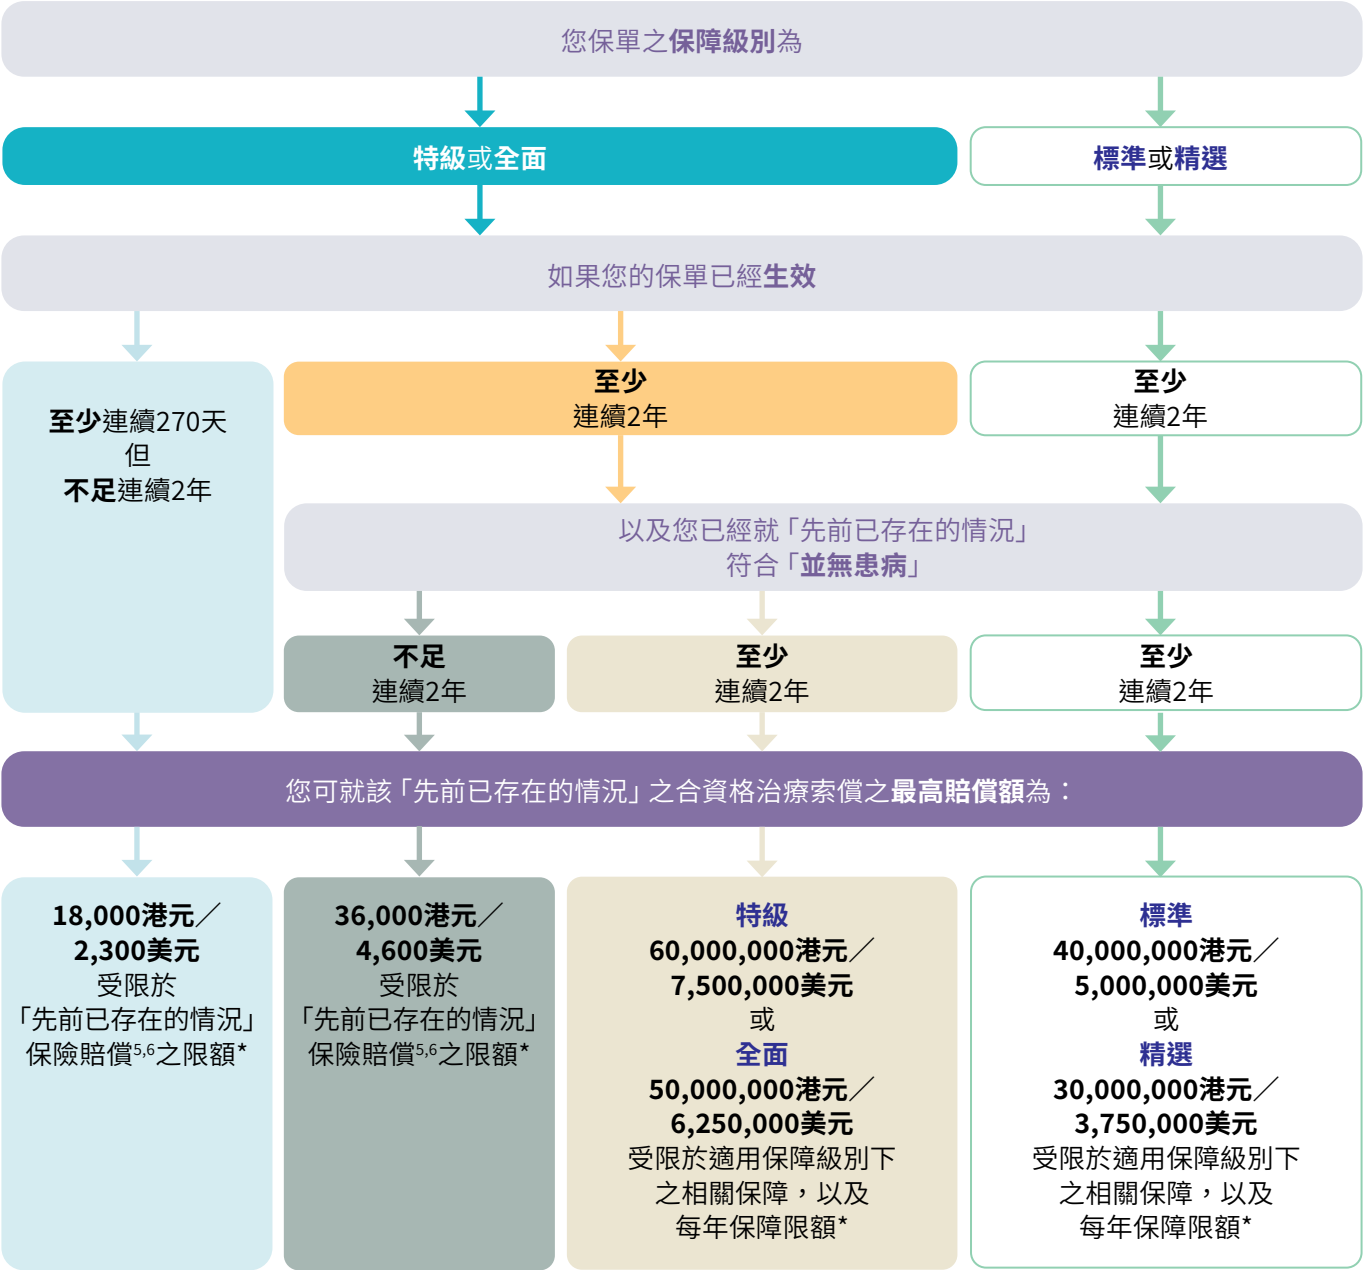 您保單之保障級別為
特級或全面
標準或精選
如果您的保單已經生效
至少連續270天
但
不足連續2年
至少
連續2年
至少
連續2年
以及您已經就「先前已存在的情況」
符合「並無患病」
不足
連續2年
至少
連續2年
至少
連續2年
您可就該「先前已存在的情況」之合資格治療索償之最高賠償額為：
18,000港元／
2,300美元
受限於
「先前已存在的情況」
保險賠償5,6之限額*
36,000港元／
4,600美元
受限於
「先前已存在的情況」
保險賠償5,6之限額*
特級
60,000,000港元／
7,500,000美元
或
全面
50,000,000港元／
6,250,000美元
受限於適用保障級別下
之相關保障，以及
每年保障限額*
標準
40,000,000港元／
5,000,000美元
或
精選
30,000,000港元／
3,750,000美元
受限於適用保障級別下
之相關保障，以及
每年保障限額*